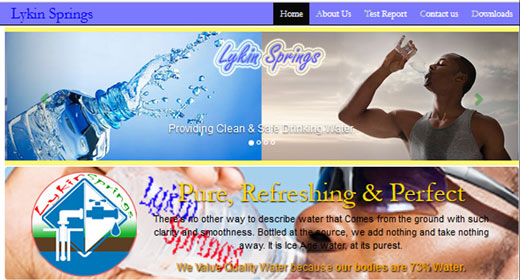 Lykin Springs
Home About Us Test Report Contact us Downloads
Lykin Springs
Providing Clean & Safe Drinking Water
LykinSprings
Lykin Springs
Pure, Refreshing & Perfect
There's no other way to describe water that Comes from the ground with such
clarity and smoothness. Bottled at the source, we add nothing and take nothing
away. It is Ice Age Water, at its purest.
We Value Quality Water because our bodies are 73% Water.